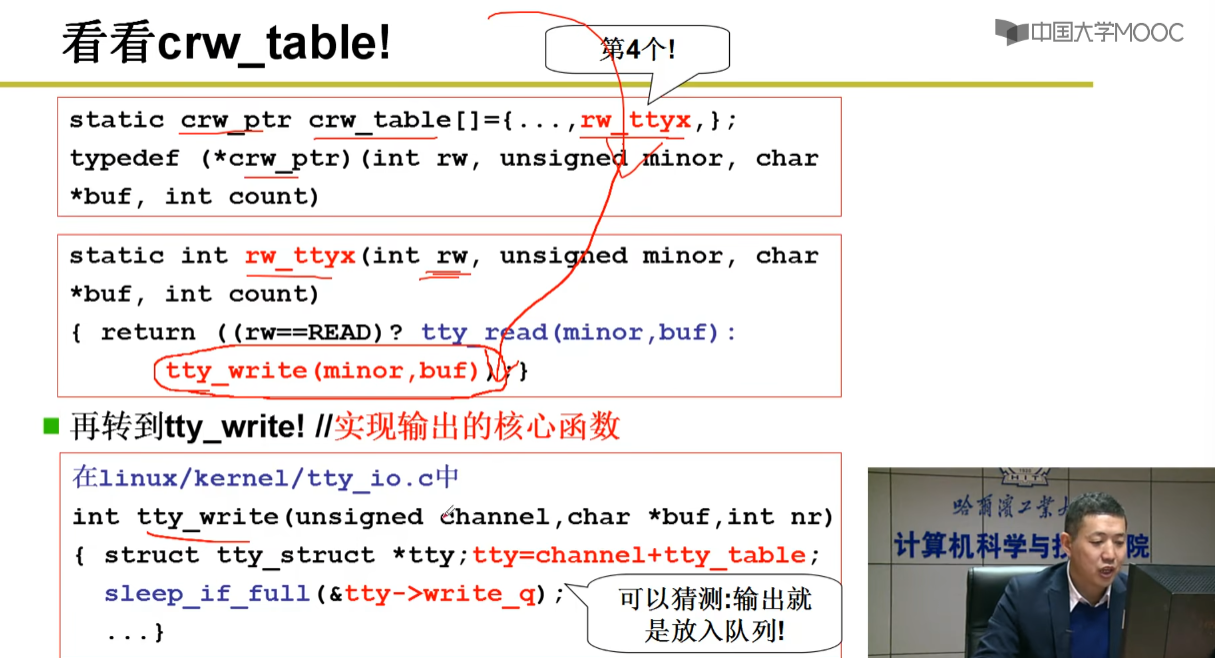 看看crw_table!
中国大学MOOC
第4个!
static crw_ptr crw_table[]={...,rw_ttyx,};
typedef (*crw_ptr)(int rw, unsigned minor, char
*buf, int count)
static int rw_ttyx(int rw, unsigned minor, char
*buf, int count)
{ return ((rw==READ)? tty_read(minor,buf):
tty_write(minor,buf));}
再转到tty_write! //实现输出的核心函数
在linux/kernel/tty_io.c中
int tty_write(unsigned channel,char *buf,int nr)
{ struct tty_struct *tty;tty=channel+tty_table;
sleep_if_full(&tty->write_q);
...}
可以猜测:输出就
是放入队列!
哈爾濱工業大
计算机科学与技 院